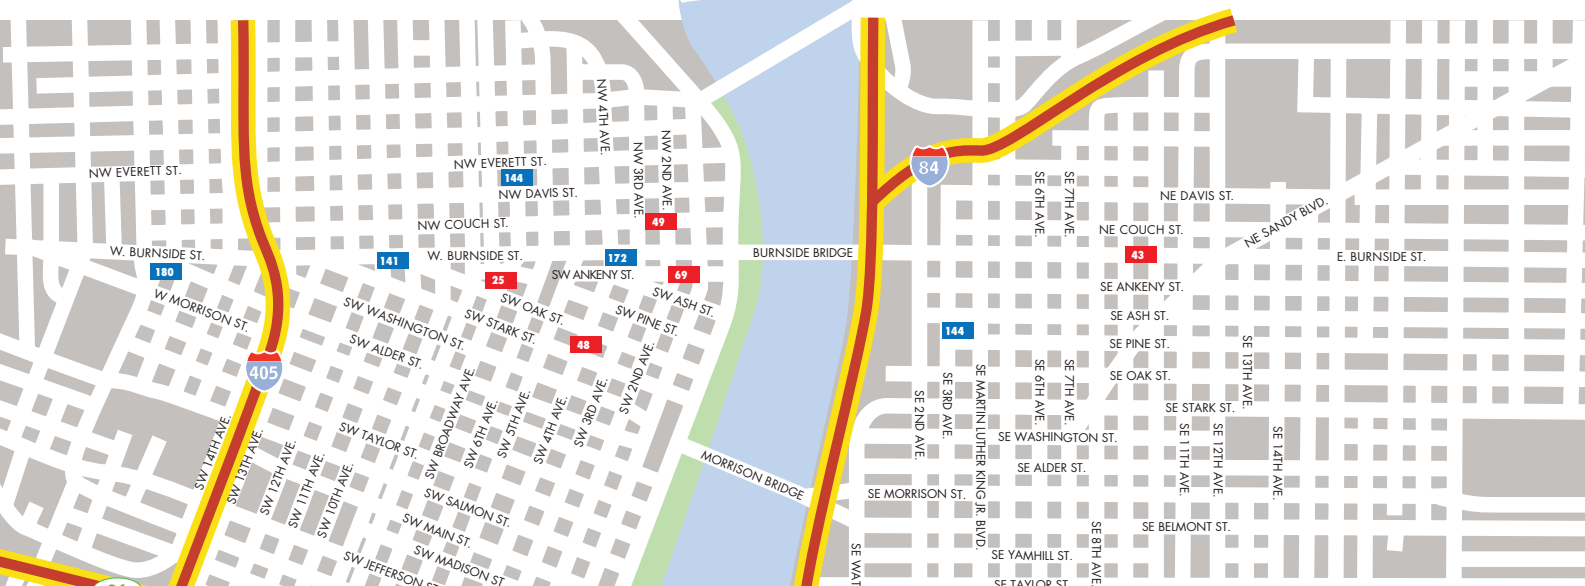 NW 4TH AVE.
NW 3RD AVE.
NW 2ND AVE.
NW EVERETT ST.
NW EVERETT ST.
144
NW DAVIS ST.
NW COUCH ST.
49
W. BURNSIDE ST.
180
141
W. BURNSIDE ST.
25
172
SW ANKENY ST.
69
BURNSIDE BRIDGE
84
SE 6TH AVE.
SE 7TH AVE.
NE DAVIS ST.
NE COUCH ST.
43
NE SANDY BLVD.
E. BURNSIDE ST.
SE ANKENY ST.
W MORRISON ST.
SW WASHINGTON ST.
SW ALDER ST.
SW OAK ST.
SW STARK ST.
SW ASH ST.
SW PINE ST.
48
405
144
SE ASH ST.
SE PINE ST.
SE OAK ST.
SE STARK ST.
SE 13TH AVE.
SE 6TH AVE.
SE 7TH AVE.
SE 2ND AVE.
SE 3RD AVE.
SE MARTIN LUTHER KING JR. BLVD.
SE WASHINGTON ST.
SE ALDER ST.
SE 11TH AVE.
SE 12TH AVE.
SE 14TH AVE.
SW 14TH AVE.
SW 13TH AVE.
SW 12TH AVE.
SW 11TH AVE.
SW 10TH AVE.
SW TAYLOR ST.
SW BROADWAY AVE.
SW 6TH AVE.
SW 5TH AVE.
SW 4TH AVE.
SW 3RD AVE.
SW 2ND AVE.
SW SALMON ST.
SW MAIN ST.
SW MADISON ST
SW JEFFERSON ST.
MORRISON BRIDGE
SE MORRISON ST.
SE BELMONT ST.
SE YAMHILL ST.
SE 8TH AVE.
SE TAYLOR ST.
SE WAT